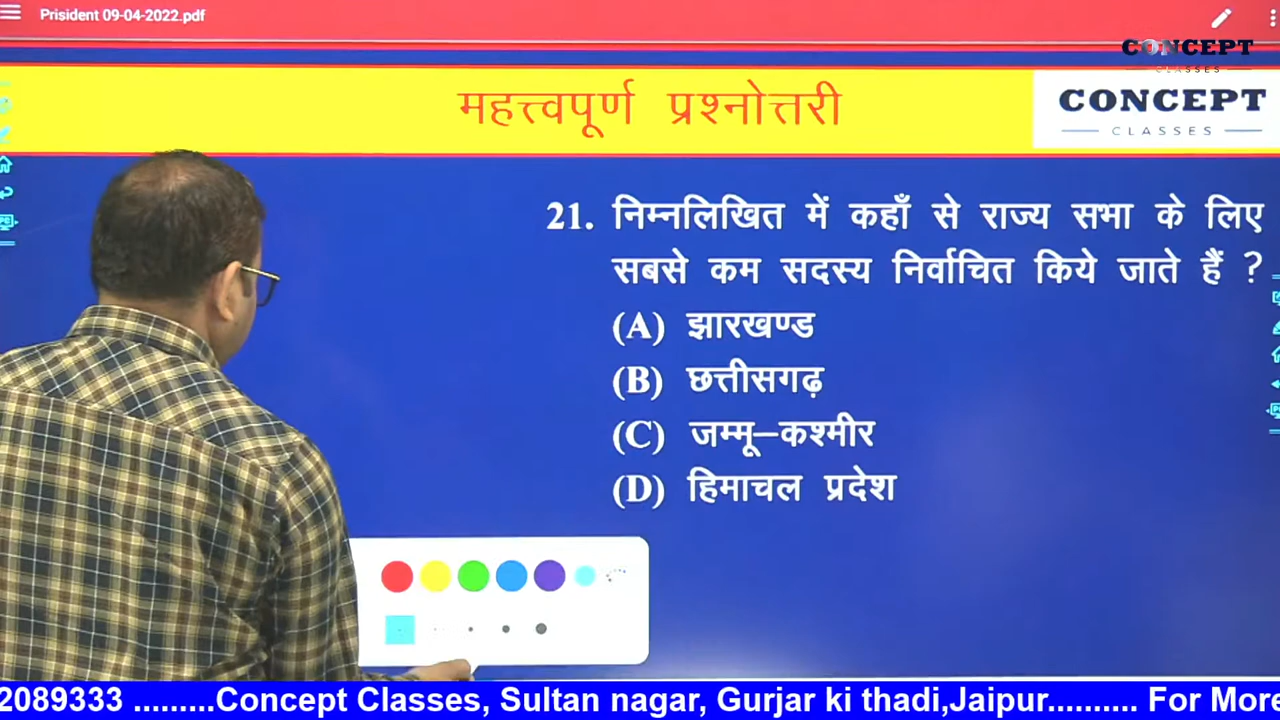 Prisident 09-04-2022.pdf
CONCEPT
CLASSES
महत्त्वपूर्ण प्रश्नोत्तरी
CONCEPT
CLASSES
21. निम्नलिखित में कहाँ से राज्य सभा के लिए
सबसे कम सदस्य निर्वाचित किये जाते हैं ?
(A) झारखण्ड
(B) छत्तीसगढ़
(C) जम्मू–कश्मीर
(D) हिमाचल प्रदेश
2089333 .........Concept Classes, Sultan nagar, Gurjar ki thadi,Jaipur.......... For More